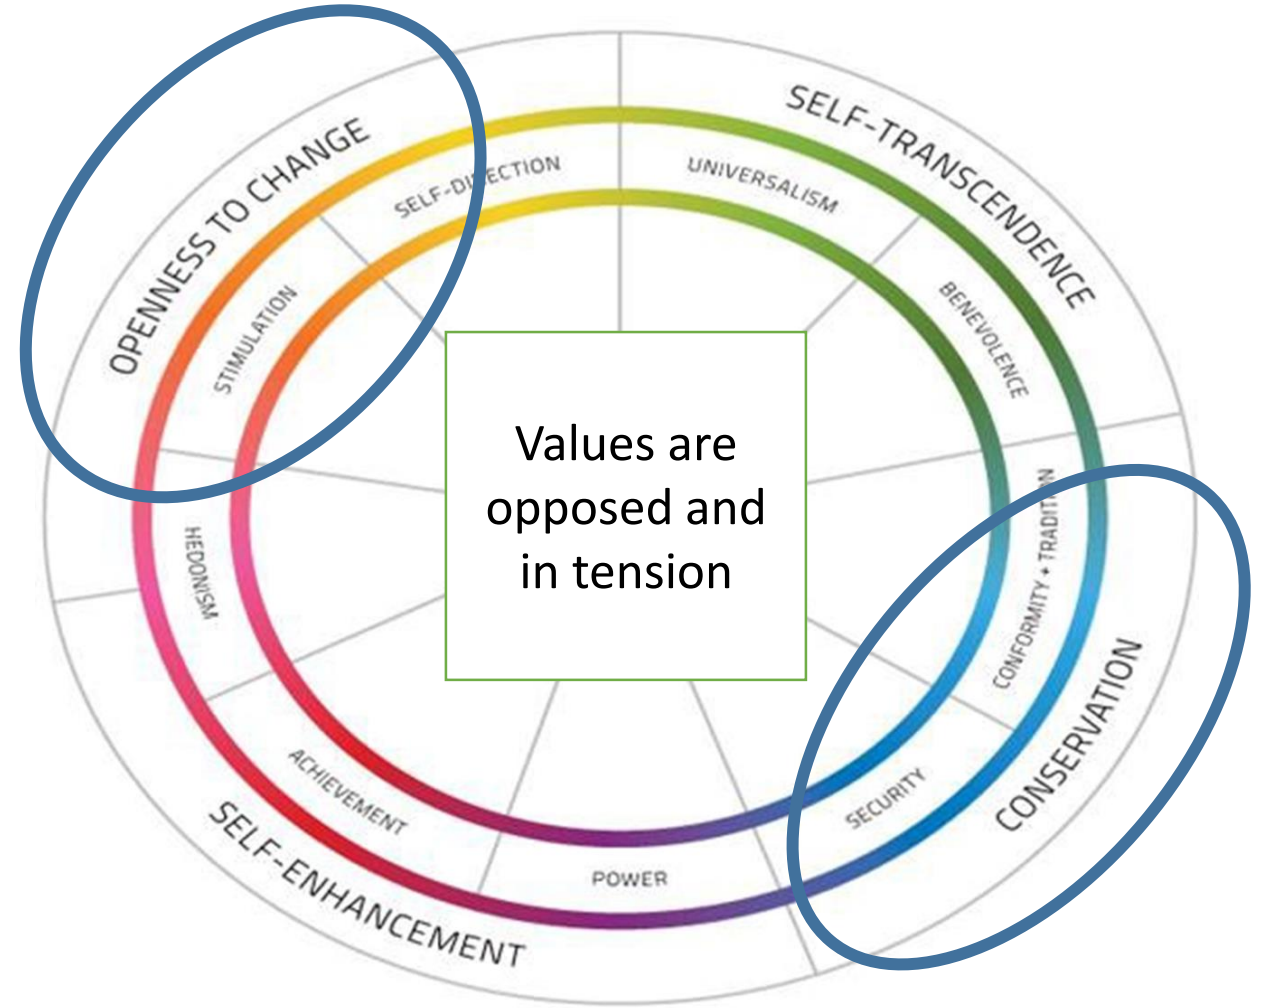 OPENNESS TO CHANGE
SELF-TRANSCENDENCE
SELF-DIRECTION
UNIVERSALISM
STIMULATION
BENEVOLENCE
Values are
opposed and
in tension
HEDONISM
CONFORMITY + TRADITION
CONSERVATION
ACHIEVEMENT
SECURITY
POWER
SELF-ENHANCEMENT